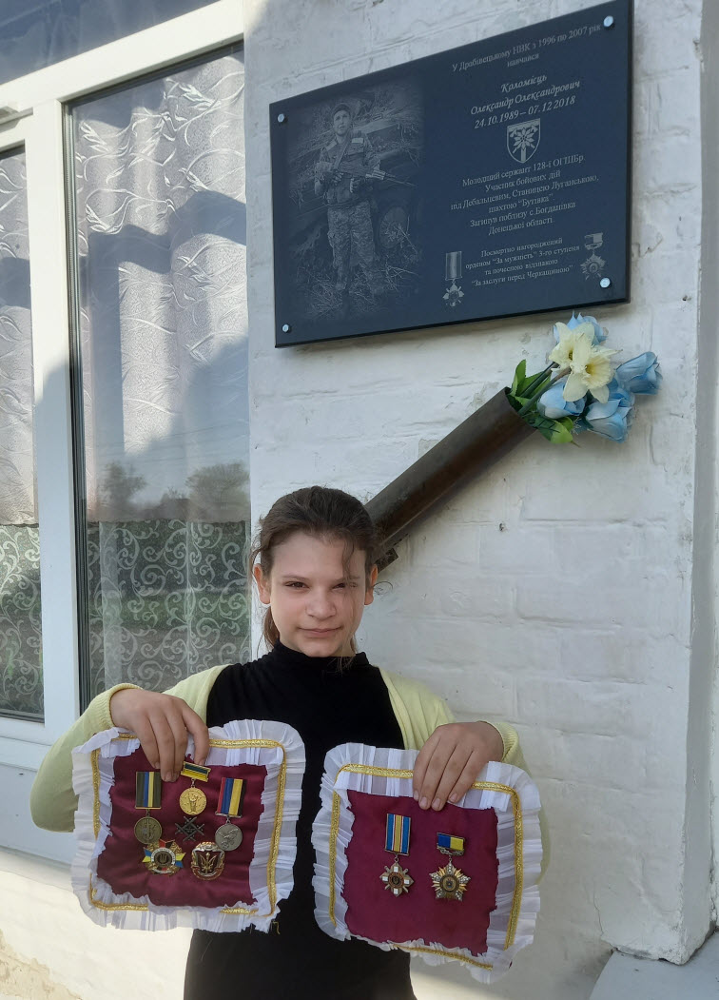 У Драбівецькому НВК з 1996 по 2007 рік
навчався
Коломієць
Олександр Олександрович
24.10.1989 – 07.12 2018
Молодший сержант 128-ї ОГШБр.
Учасник бойових дій
під Дебальцевим, Станицею Луганською,
шахтою "Бутівка"
Загинув поблизу с Богданівка
Донецької області.
Посмертно нагороджений
орденом "За мужність" 3-го ступеня
та почесною відзнакою
"За заслуги перед Черкащиною"